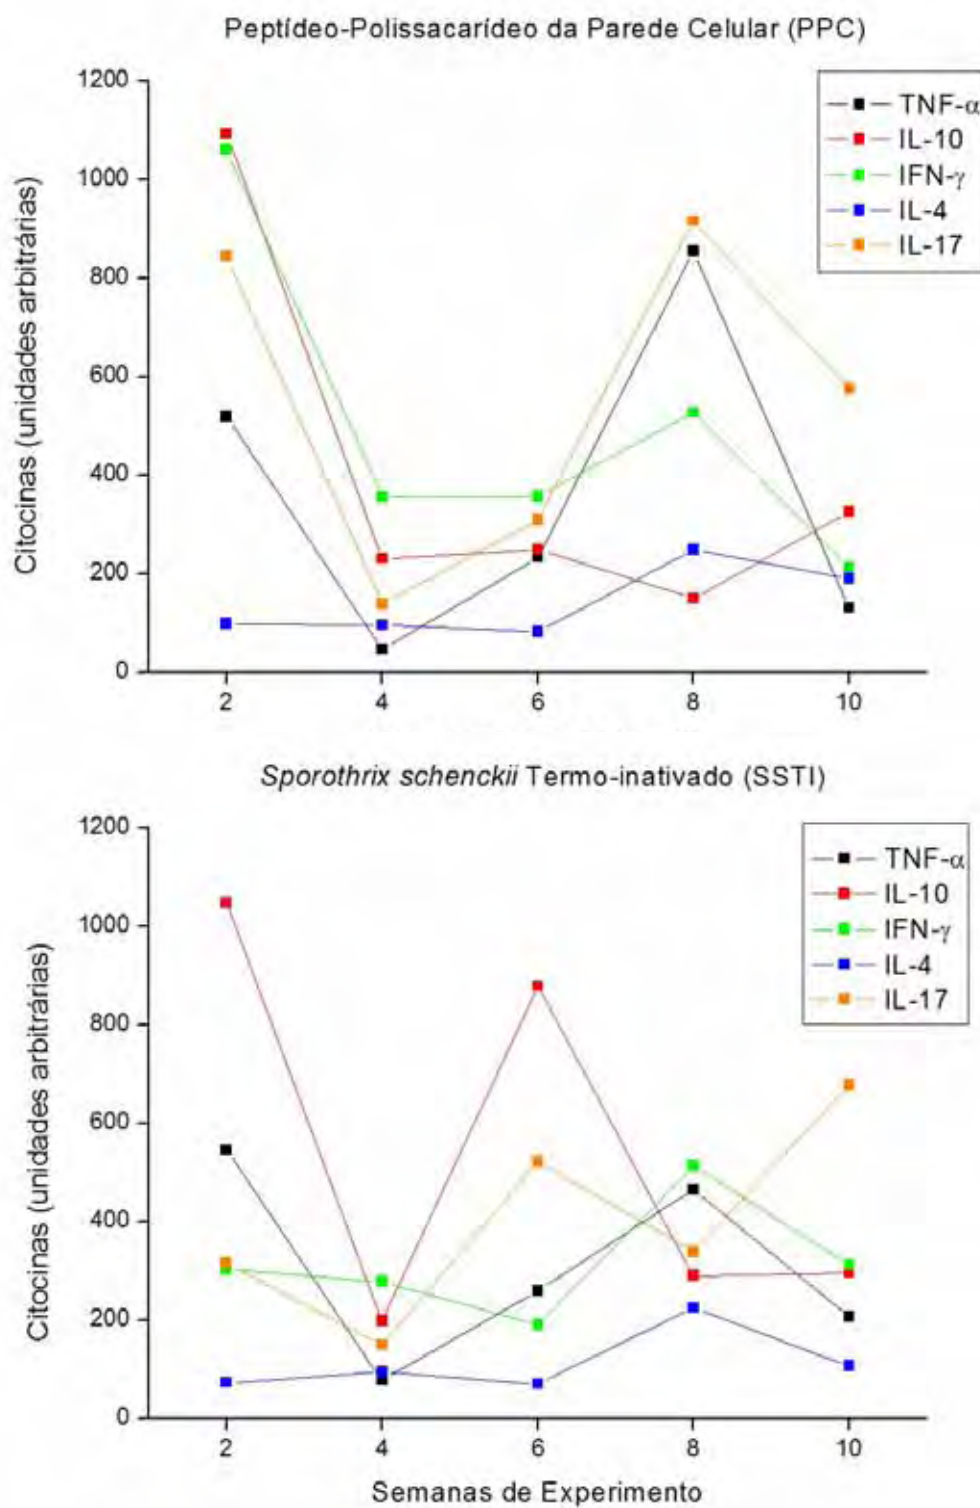 Peptídeo-Polissacarídeo da Parede Celular (PPC)
Citocinas (unidades arbitrárias)
1200
1000
800
600
400
200
0
2 4 6 8 10
TNF-α
IL-10
IFN-γ
IL-4
IL-17
Sporothrix schenckii Termo-inativado (SSTI)
Citocinas (unidades arbitrárias)
1200
1000
800
600
400
200
0
2 4 6 8 10
TNF-α
IL-10
IFN-γ
IL-4
IL-17
Semanas de Experimento